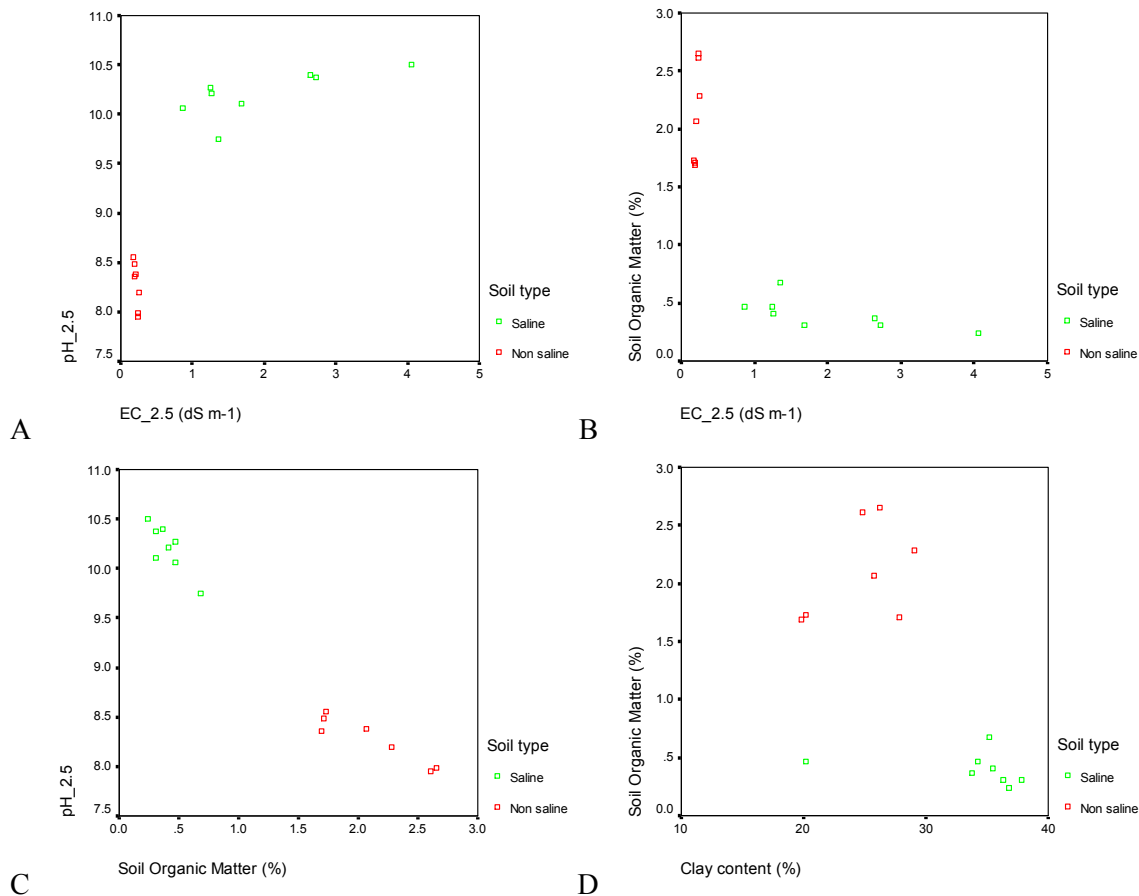 11.0
10.5
10.0
9.5
9.0
8.5
8.0
7.5
pH_2.5
0 1 2 3 4 5
EC_2.5 (dS m-1)
Soil type
Saline
Non saline
A
3.0
2.5
2.0
1.5
1.0
.5
0.0
Soil Organic Matter (%)
0 1 2 3 4 5
EC_2.5 (dS m-1)
Soil type
Saline
Non saline
B
11.0
10.5
10.0
9.5
9.0
8.5
8.0
7.5
pH_2.5
0.0 .5 1.0 1.5 2.0 2.5 3.0
Soil Organic Matter (%)
Soil type
Saline
Non saline
C
3.0
2.5
2.0
1.5
1.0
.5
0.0
Soil Organic Matter (%)
10 20 30 40
Clay content (%)
Soil type
Saline
Non saline
D